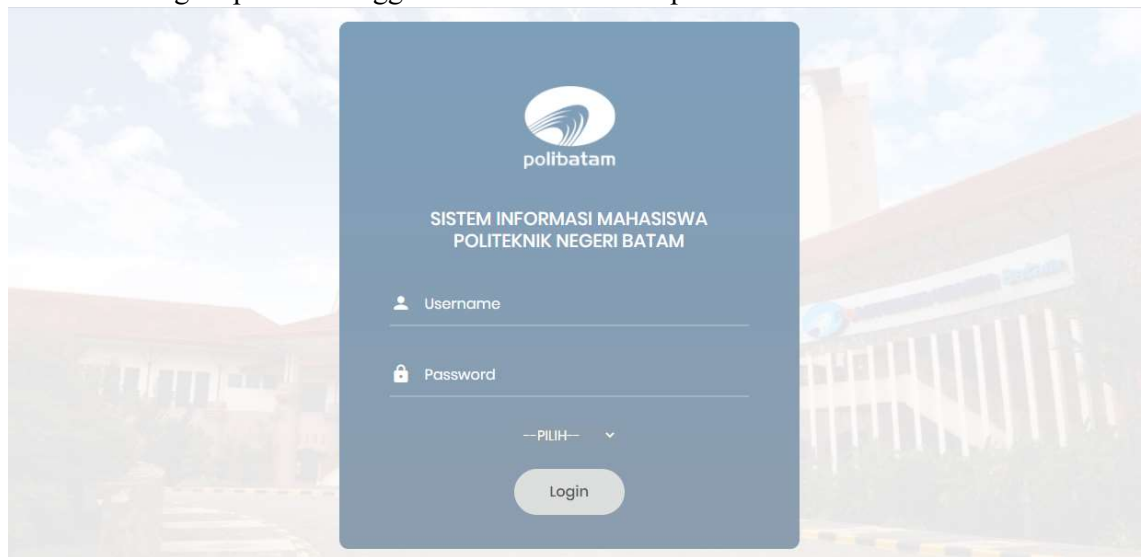 polibatam
SISTEM INFORMASI MAHASISWA
POLITEKNIK NEGERI BATAM
Username
Password
--PILIH--
Login